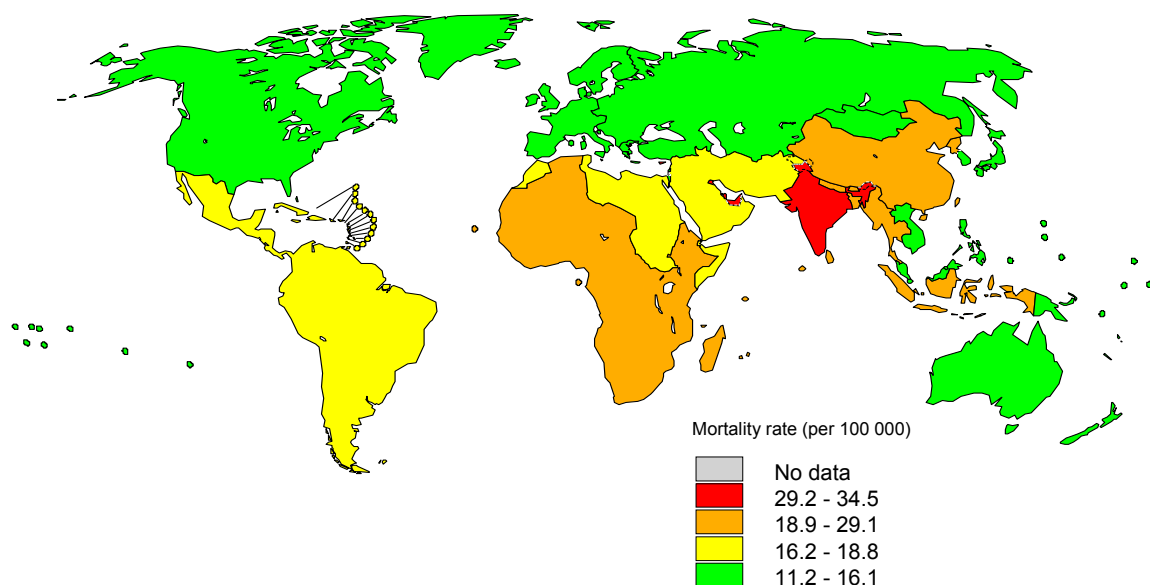 Mortality rate (per 100 000)
No data
29.2 - 34.5
18.9 - 29.1
16.2 - 18.8
11.2 - 16.1